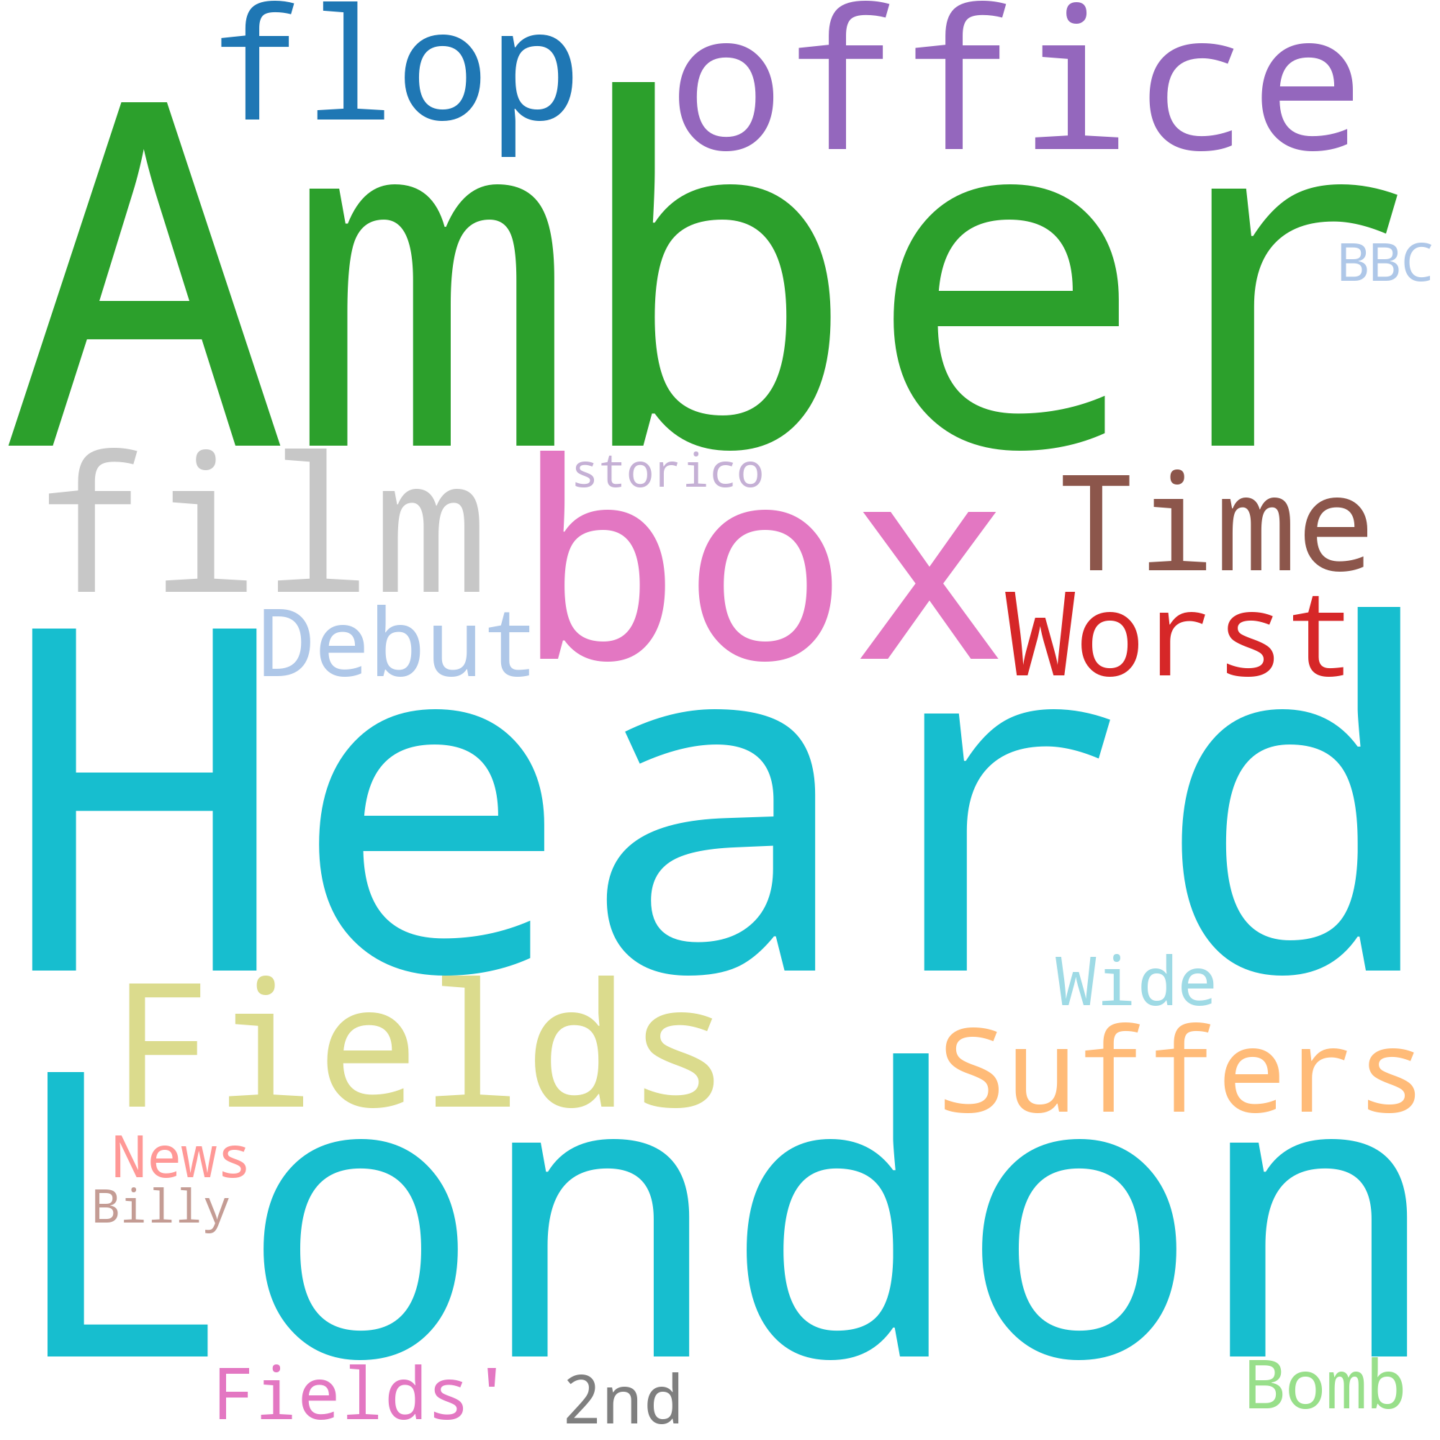 flop office
Amber
BBC
film storico box Time
Debut Worst
Heard
Wide
Fields Suffers
News
Billy
London
Fields' 2nd Bomb